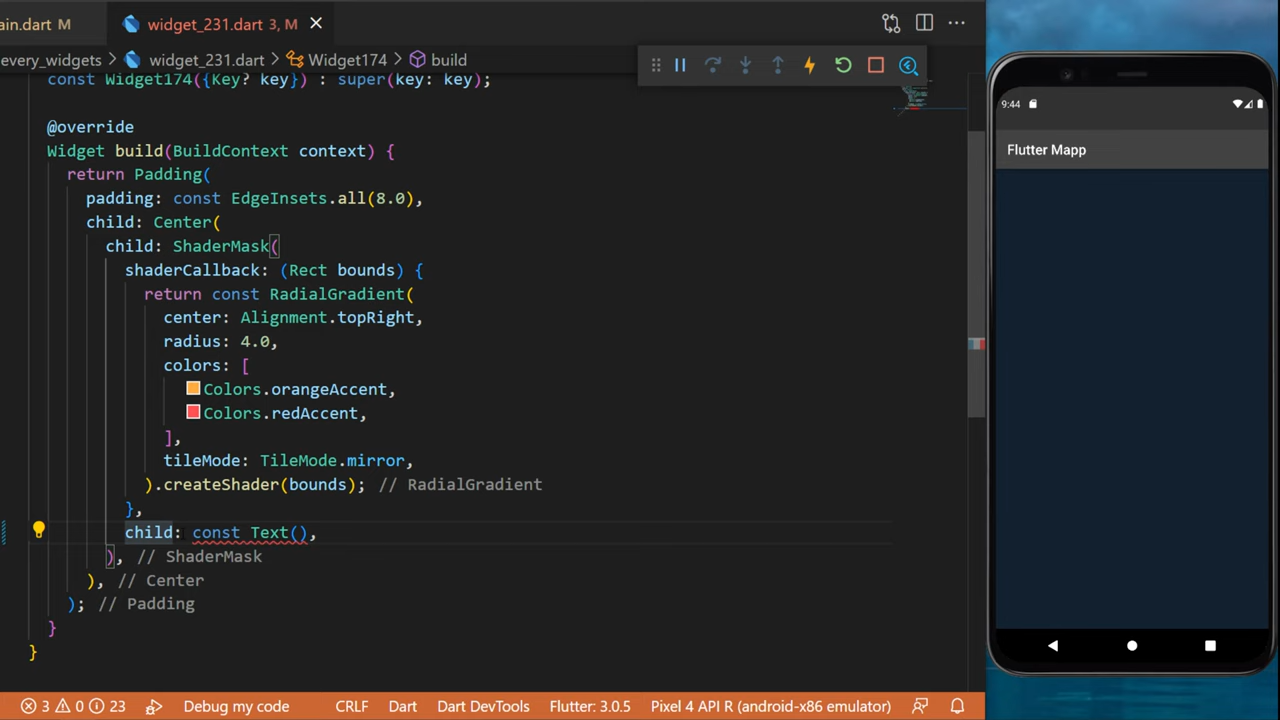 ain.dart M
widget_231.dart 3, M
every_widgets > widget_231.dart > Widget174 > build
const Widget174({Key? key}) : super(key: key);
@override
Widget build(BuildContext context) {
return Padding(
padding: const EdgeInsets.all(8.0),
child: Center(
child: ShaderMask(
shaderCallback: (Rect bounds) {
return const RadialGradient(
center: Alignment.topRight,
radius: 4.0,
colors: [
Colors.orangeAccent,
Colors.redAccent,
],
tileMode: TileMode.mirror,
).createShader(bounds); // RadialGradient
},
child: const Text(),
), // ShaderMask
), // Center
); // Padding
}
}
3 0 23 Debug my code CRLF Dart Dart DevTools Flutter: 3.0.5 Pixel 4 API R (android-x86 emulator)
9:44
Flutter Mapp